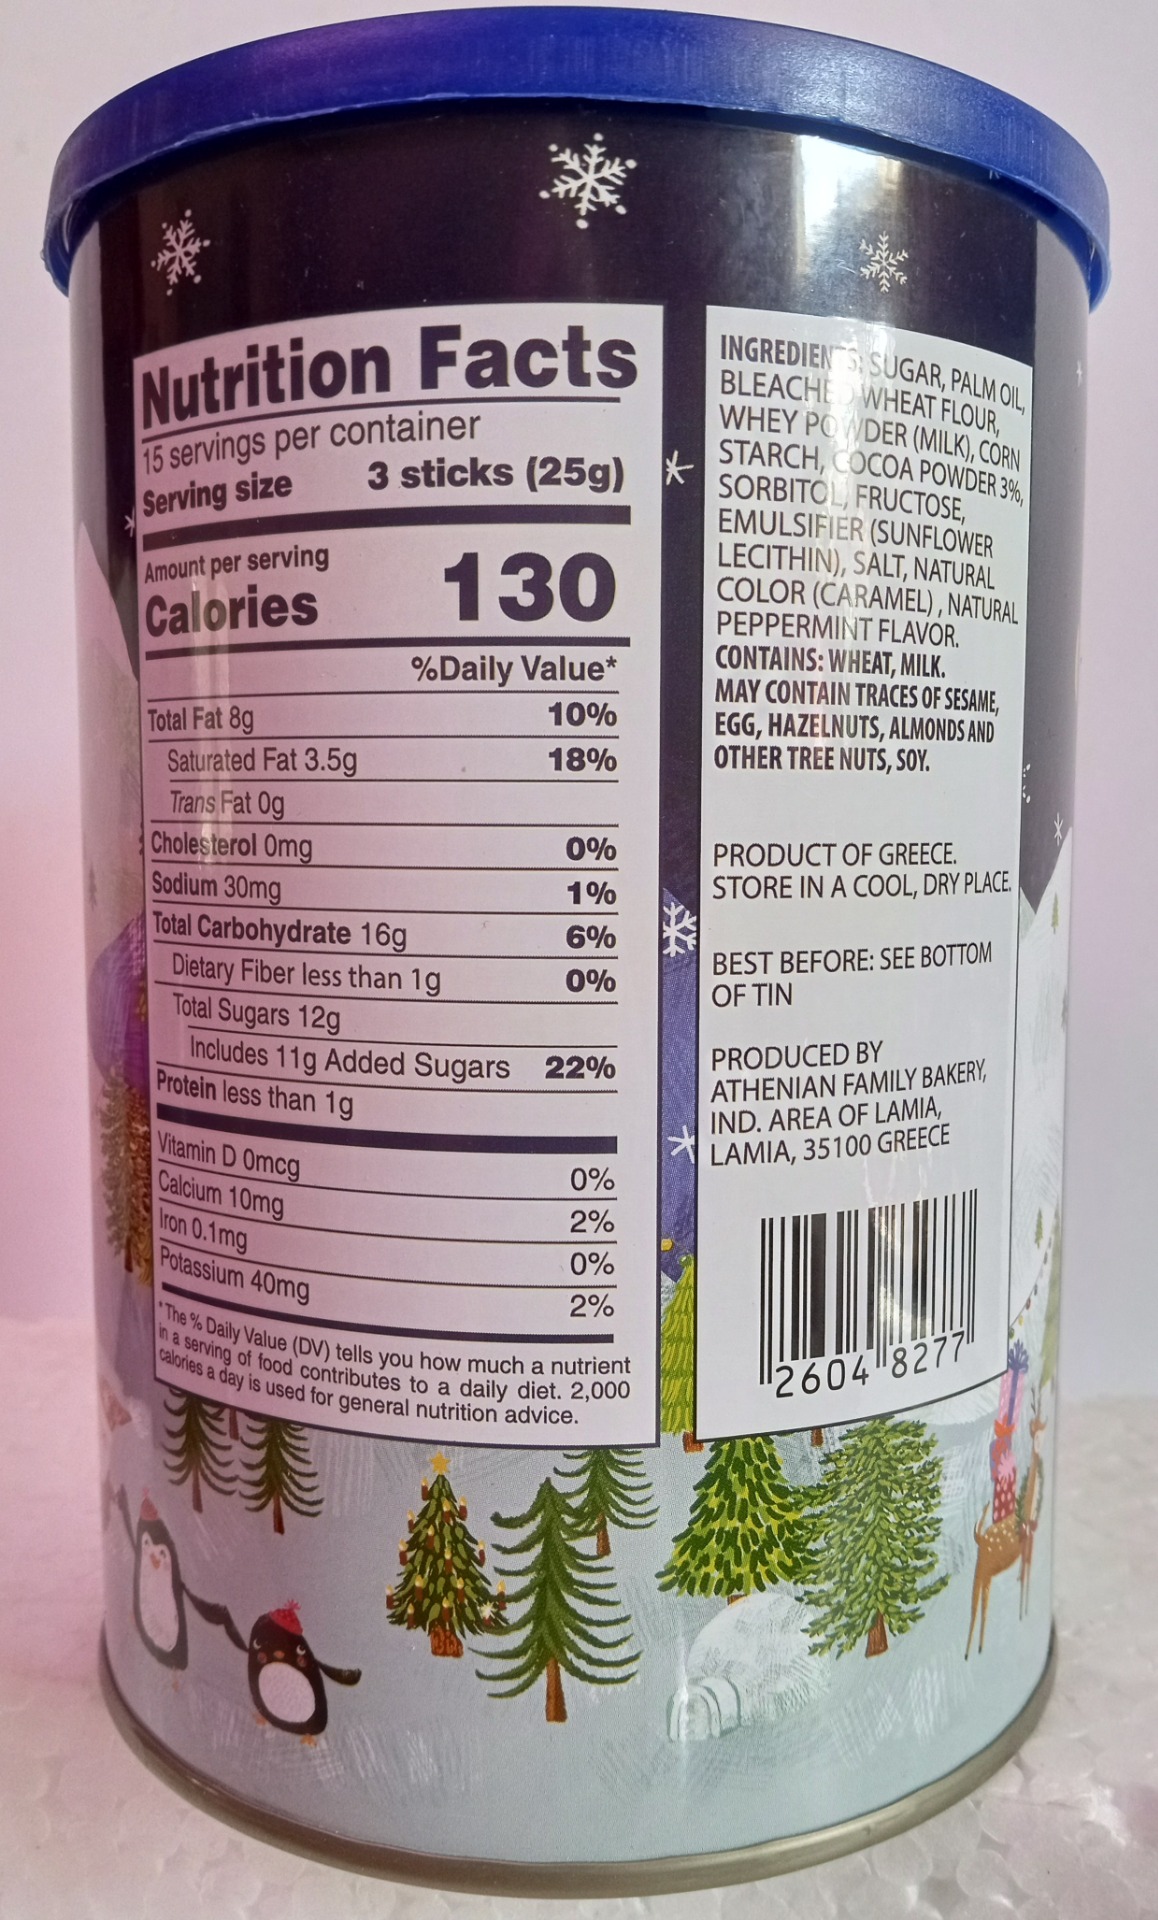 Nutrition Facts
15 servings per container
Serving size 3 sticks (25g)
Amount per serving
Calories 130
%Daily Value*
Total Fat 8g 10%
Saturated Fat 3.5g 18%
Trans Fat 0g
Cholesterol 0mg 0%
Sodium 30mg 1%
Total Carbohydrate 16g 6%
Dietary Fiber less than 1g 0%
Total Sugars 12g
Includes 11g Added Sugars 22%
Protein less than 1g
Vitamin D 0mcg 0%
Calcium 10mg 2%
Iron 0.1mg 0%
Potassium 40mg 2%
*The % Daily Value (DV) tells you how much a nutrient
in a serving of food contributes to a daily diet. 2,000
calories a day is used for general nutrition advice.
INGREDIENTS: SUGAR, PALM OIL,
BLEACHED WHEAT FLOUR,
WHEY POWDER (MILK), CORN
STARCH, COCOA POWDER 3%,
SORBITOL, FRUCTOSE,
EMULSIFIER (SUNFLOWER
LECITHIN), SALT, NATURAL
COLOR (CARAMEL) , NATURAL
PEPPERMINT FLAVOR.
CONTAINS: WHEAT, MILK.
MAY CONTAIN TRACES OF SESAME,
EGG, HAZELNUTS, ALMONDS AND
OTHER TREE NUTS, SOY.
PRODUCT OF GREECE.
STORE IN A COOL, DRY PLACE.
BEST BEFORE: SEE BOTTOM
OF TIN
PRODUCED BY
ATHENIAN FAMILY BAKERY,
IND. AREA OF LAMIA,
LAMIA, 35100 GREECE
2604 8277